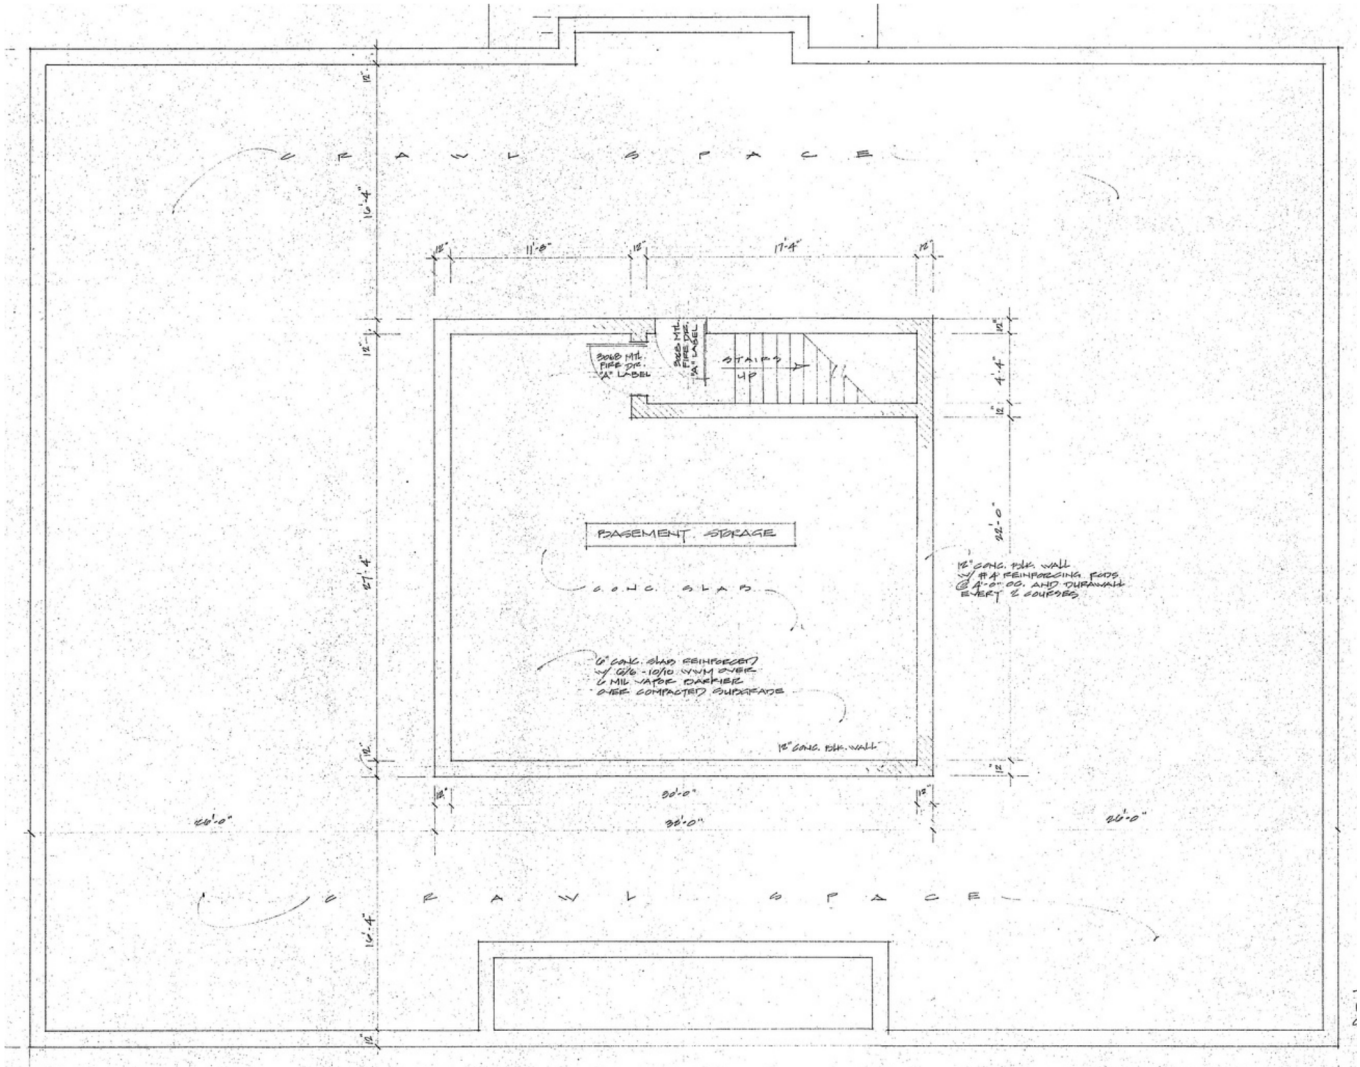 12"
CRAWL SPACE
16'-4"
12"
11'-8"
12"
17'-4"
12"
12"
12"
3068 MTL.
FIRE DR.
"A" LABEL
3068 MTL.
FIRE DR.
"A" LABEL
STAIRS
UP
4'-4"
12"
22'-0"
BASEMENT STORAGE
CONC. SLAB
12" CONC. BLK. WALL
W/ #4 REINFORCING RODS
@ 4'-0" OC. AND DURAWALL
EVERY 2 COURSES
27'-4"
6" CONC. SLAB REINFORCED
W/ 6/6 - 10/10 WWM OVER
6 MIL VAPOR BARRIER
OVER COMPACTED SUBGRADE
12" CONC. BLK. WALL
12"
12"
12"
30'-0"
12"
26'-0"
32'-0"
26'-0"
CRAWL SPACE
16'-4"
12"